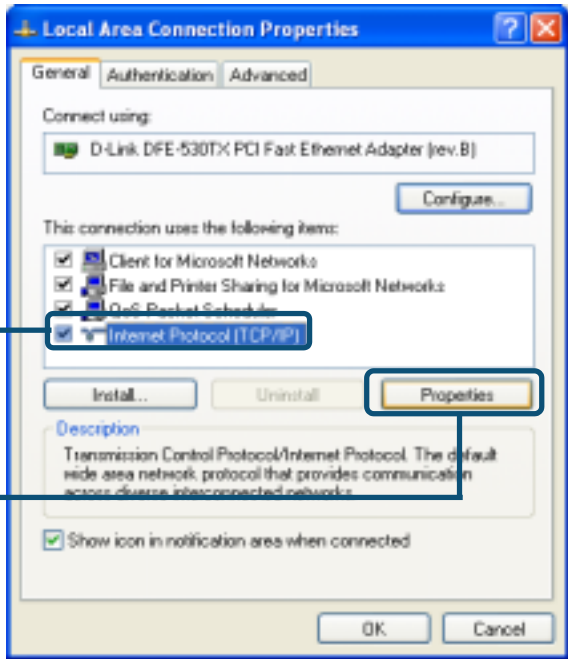 Local Area Connection Properties
General Authentication Advanced
Connect using:
D-Link DFE-530TX PCI Fast Ethernet Adapter (rev.B)
Configure...
This connection uses the following items:
Client for Microsoft Networks
File and Printer Sharing for Microsoft Networks
QoS Packet Scheduler
Internet Protocol (TCP/IP)
Install... Uninstall Properties
Description
Transmission Control Protocol/Internet Protocol. The default
wide area network protocol that provides communication
across diverse interconnected networks.
Show icon in notification area when connected
OK Cancel